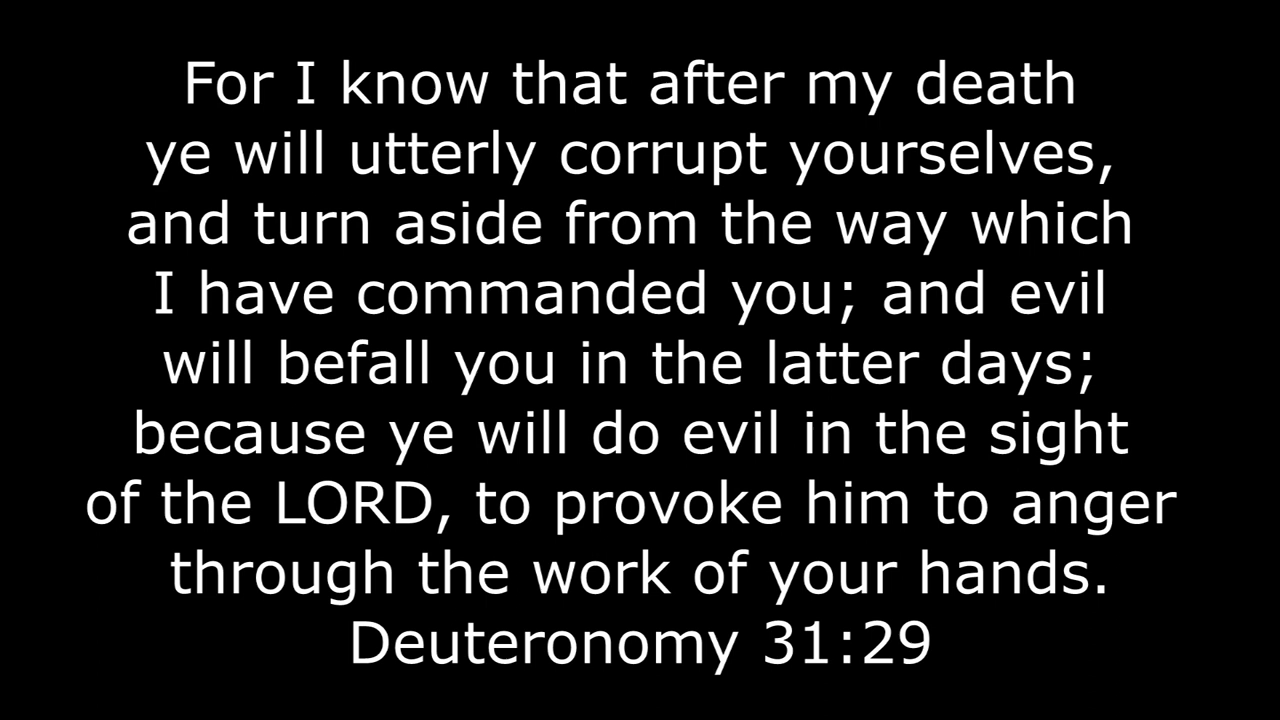 For I know that after my death
ye will utterly corrupt yourselves,
and turn aside from the way which
I have commanded you; and evil
will befall you in the latter days;
because ye will do evil in the sight
of the LORD, to provoke him to anger
through the work of your hands.
Deuteronomy 31:29